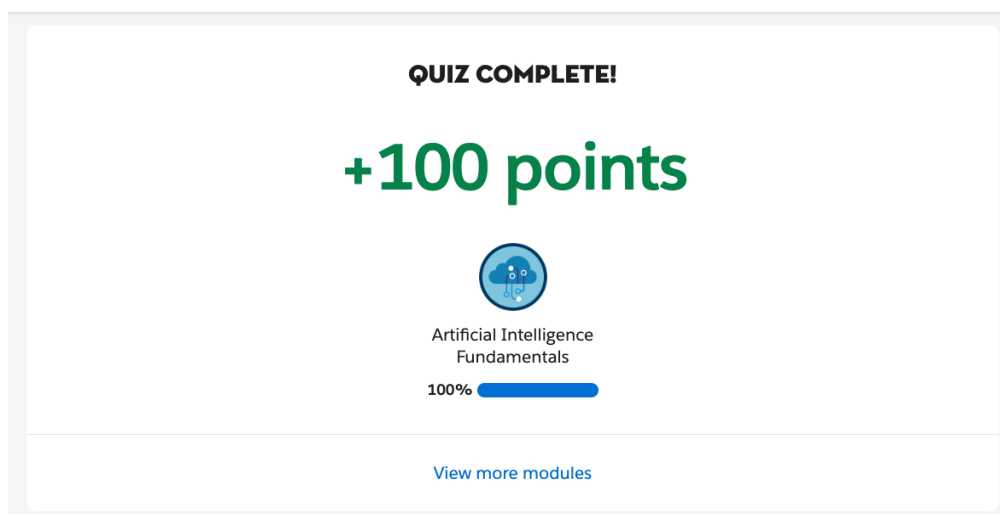 QUIZ COMPLETE!
+100 points
Artificial Intelligence
Fundamentals
100%
View more modules